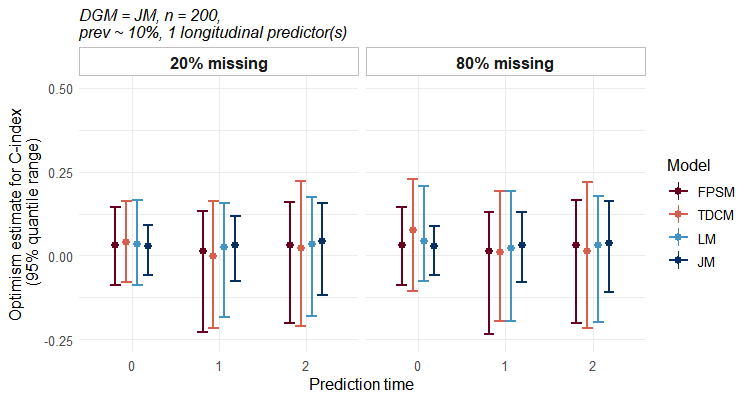 DGM = JM, n = 200,
prev ~ 10%, 1 longitudinal predictor(s)
20% missing
80% missing
Optimism estimate for C-index
(95% quantile range)
0.50
0.25
0.00
-0.25
0
1
2
0
1
2
Prediction time
Model
FPSM
TDCM
LM
JM